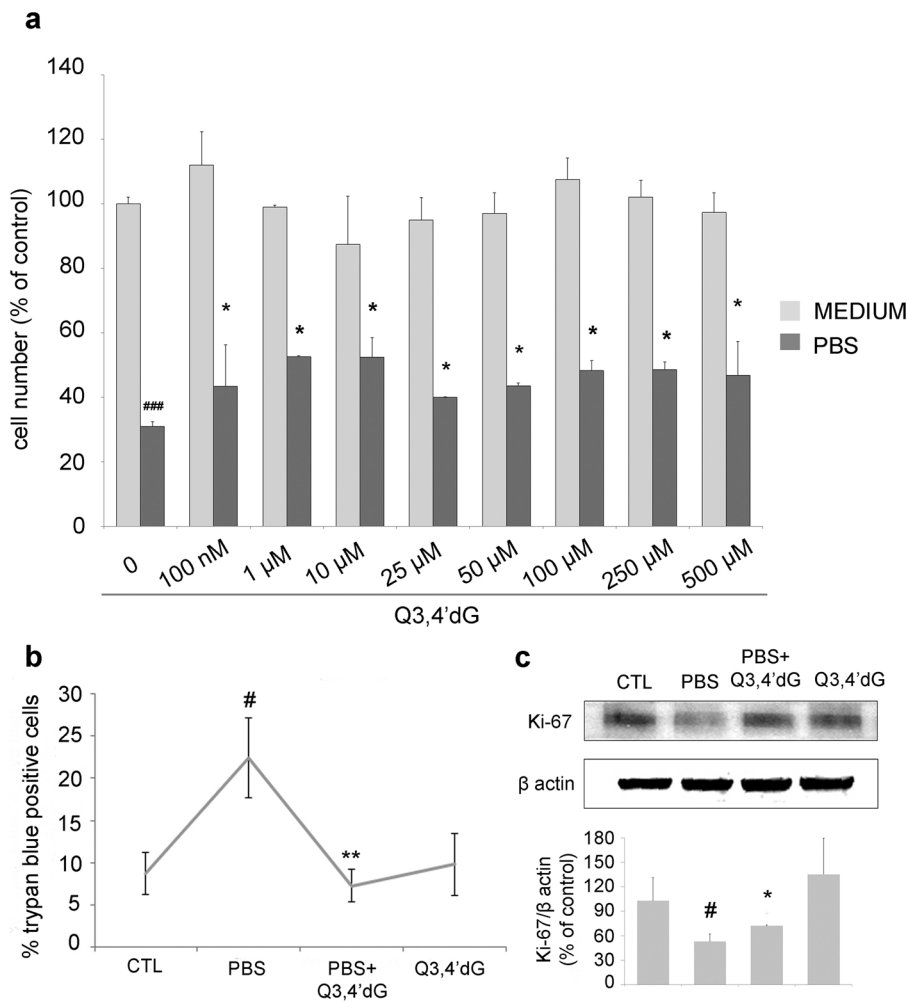 a
cell number (% of control)
140
120
100
80
60
40
20
0
###
*
*
*
*
*
*
*
*
MEDIUM
PBS
0
100 nM
1 µM
10 µM
25 µM
50 µM
100 µM
250 µM
500 µM
Q3,4'dG
b
% trypan blue positive cells
30
25
20
15
10
5
0
#
**
CTL
PBS
PBS+
Q3,4'dG
Q3,4'dG
c
CTL
PBS
PBS+
Q3,4'dG
Q3,4'dG
Ki-67
β actin
Ki-67/β actin
(% of control)
180
150
120
90
60
30
0
#
*